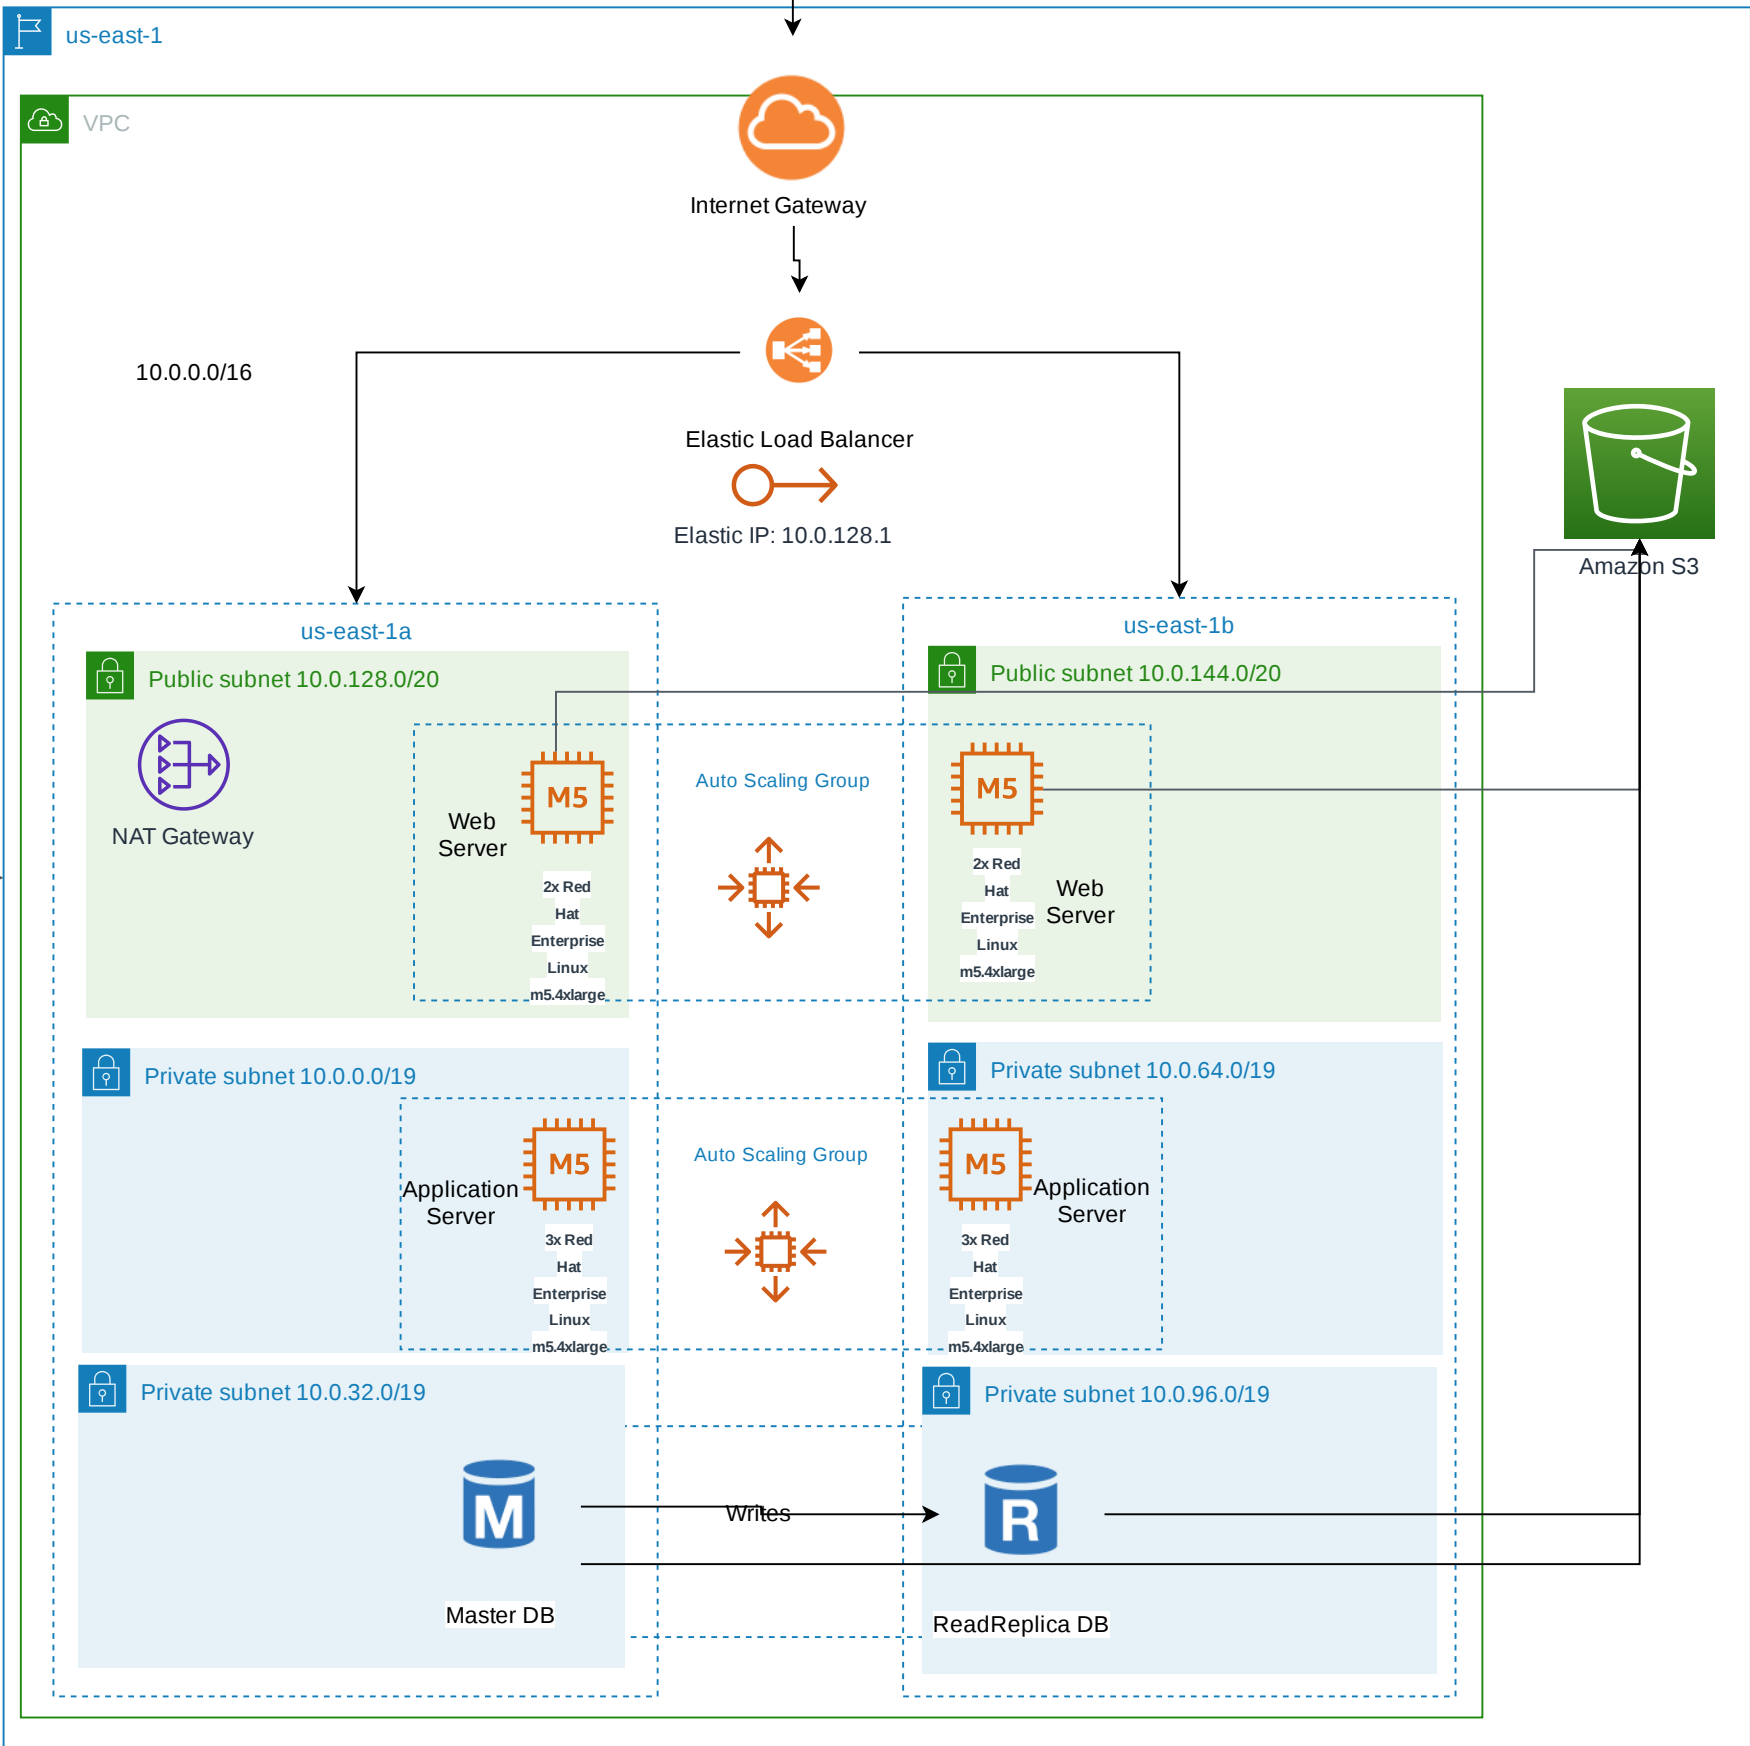 us-east-1
VPC
Internet Gateway
10.0.0.0/16
Elastic Load Balancer
Elastic IP: 10.0.128.1
Amazon S3
us-east-1a
Public subnet 10.0.128.0/20
NAT Gateway
Web
Server
M5
2x Red
Hat
Enterprise
Linux
m5.4xlarge
Auto Scaling Group
us-east-1b
Public subnet 10.0.144.0/20
M5
2x Red
Hat
Enterprise
Linux
m5.4xlarge
Web
Server
Private subnet 10.0.0.0/19
Application
Server
M5
3x Red
Hat
Enterprise
Linux
m5.4xlarge
Auto Scaling Group
Private subnet 10.0.64.0/19
M5
Application
Server
3x Red
Hat
Enterprise
Linux
m5.4xlarge
Private subnet 10.0.32.0/19
M
Master DB
Writes
Private subnet 10.0.96.0/19
R
ReadReplica DB